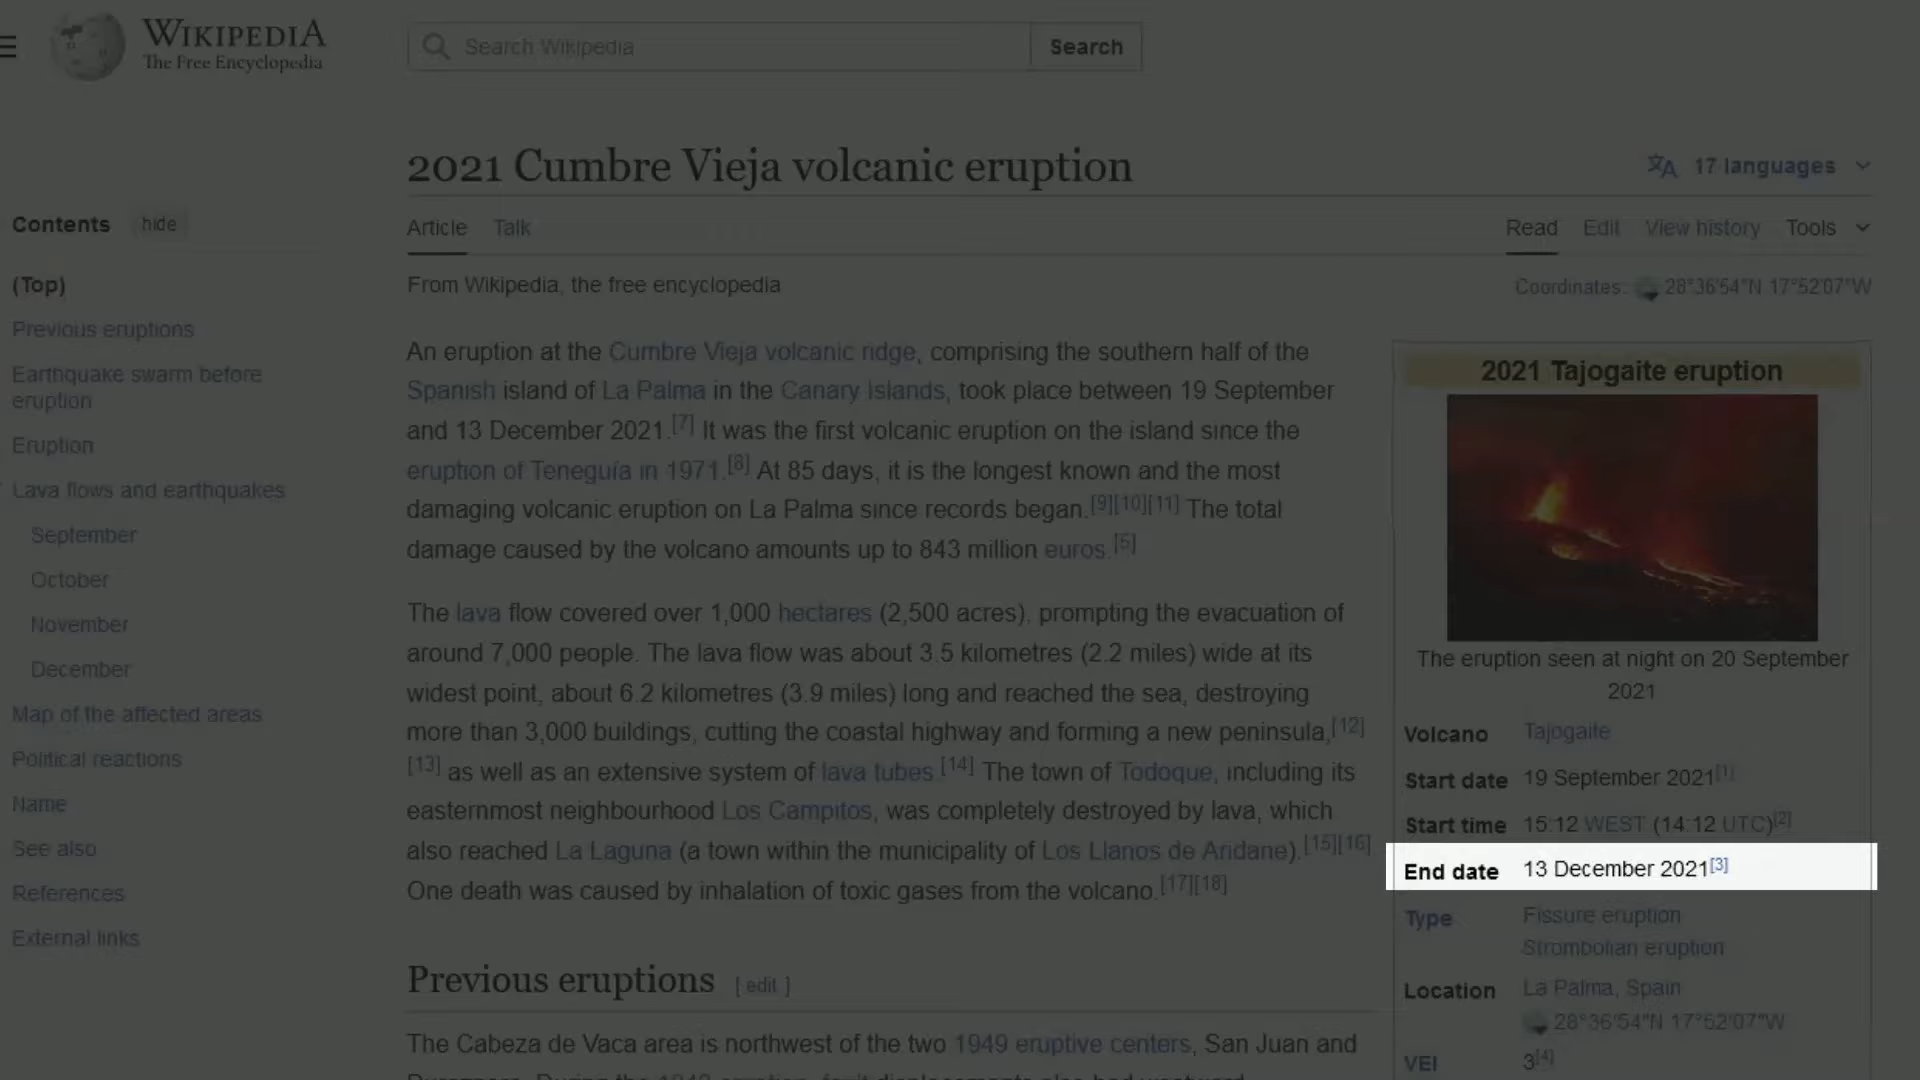 WIKIPEDIA
The Free Encyclopedia
Search Wikipedia
Search
2021 Cumbre Vieja volcanic eruption
17 languages
Contents hide
Article Talk
Read Edit View history Tools
(Top)
Previous eruptions
Earthquake swarm before
eruption
Eruption
Lava flows and earthquakes
September
October
November
December
Map of the affected areas
Political reactions
Name
See also
References
External links
From Wikipedia, the free encyclopedia
Coordinates: 28°36′54″N 17°52′07″W
An eruption at the Cumbre Vieja volcanic ridge, comprising the southern half of the
Spanish island of La Palma in the Canary Islands, took place between 19 September
and 13 December 2021.[7] It was the first volcanic eruption on the island since the
eruption of Teneguía in 1971.[8] At 85 days, it is the longest known and the most
damaging volcanic eruption on La Palma since records began.[9][10][11] The total
damage caused by the volcano amounts up to 843 million euros.[5]
The lava flow covered over 1,000 hectares (2,500 acres), prompting the evacuation of
around 7,000 people. The lava flow was about 3.5 kilometres (2.2 miles) wide at its
widest point, about 6.2 kilometres (3.9 miles) long and reached the sea, destroying
more than 3,000 buildings, cutting the coastal highway and forming a new peninsula,[12]
[13] as well as an extensive system of lava tubes.[14] The town of Todoque, including its
easternmost neighbourhood Los Campitos, was completely destroyed by lava, which
also reached La Laguna (a town within the municipality of Los Llanos de Aridane).[15][16]
One death was caused by inhalation of toxic gases from the volcano.[17][18]
Previous eruptions [ edit ]
The Cabeza de Vaca area is northwest of the two 1949 eruptive centers, San Juan and
2021 Tajogaite eruption
The eruption seen at night on 20 September
2021
Volcano Tajogaite
Start date 19 September 2021[1]
Start time 15:12 WEST (14:12 UTC)[2]
End date 13 December 2021[3]
Type Fissure eruption
Strombolian eruption
Location La Palma, Spain
28°36′54″N 17°52′07″W
VEI 3[4]